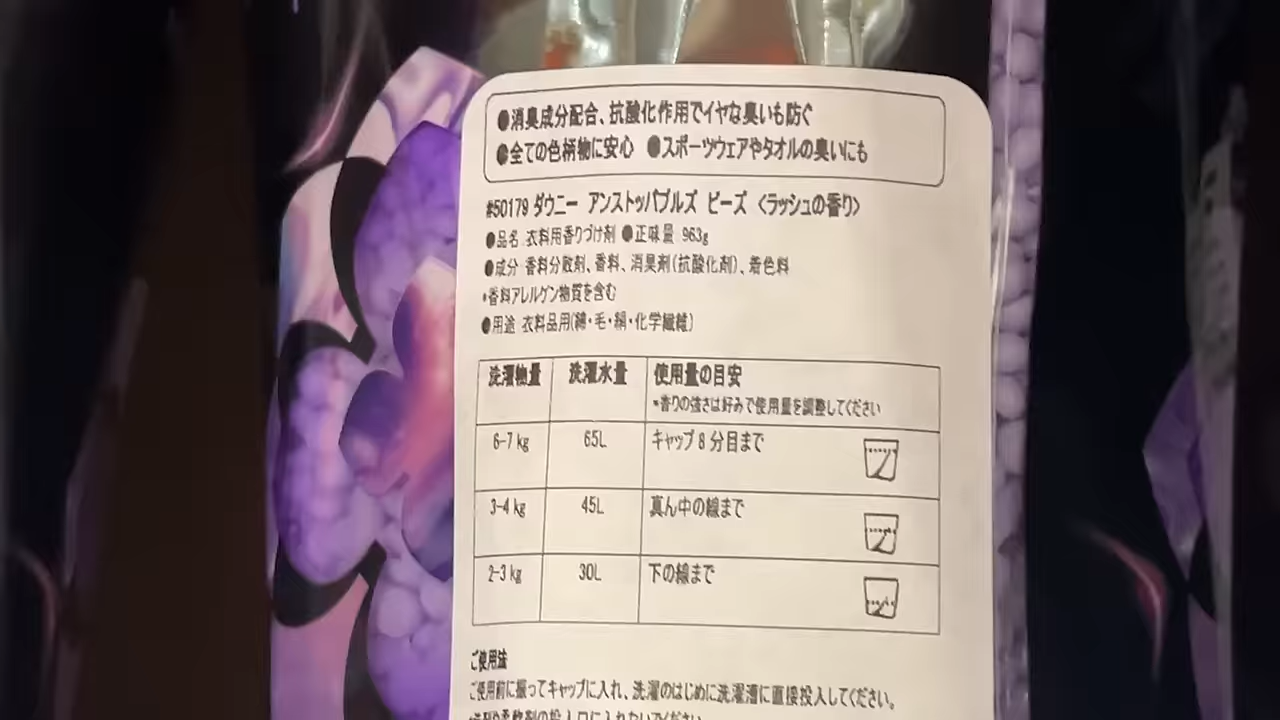 ●消臭成分配合、抗酸化作用でイヤな臭いも防ぐ
●全ての色柄物に安心 ●スポーツウェアやタオルの臭いにも
#50179 ダウニー アンストッパブルズ ビーズ 〈ラッシュの香り〉
●品名 衣料用香りづけ剤 ●正味量 963g
●成分 香料分散剤、香料、消臭剤(抗酸化剤)、着色料
*香料アレルゲン物質を含む
●用途 衣料品用(綿・毛・絹・化学繊維)
洗濯物量 洗濯水量 使用量の目安
*香りの強さは好みで使用量を調整してください
6-7 kg 65L キャップ 8 分目まで
3-4 kg 45L 真ん中の線まで
2-3 kg 30L 下の線まで
ご使用法
ご使用前に振ってキャップに入れ、洗濯のはじめに洗濯槽に直接投入してください。